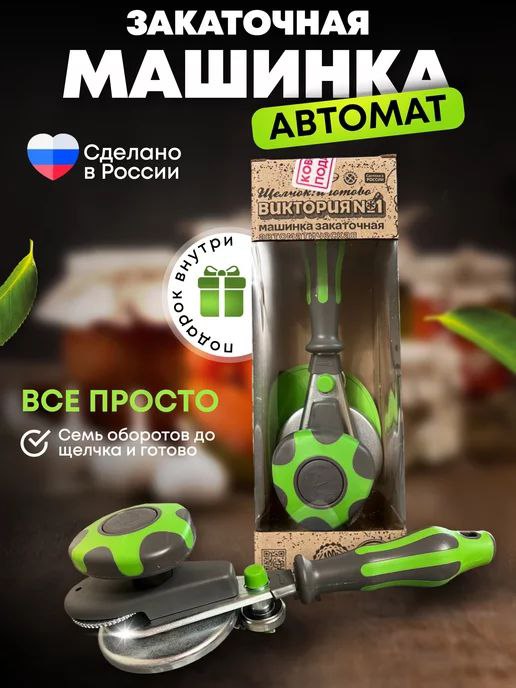 ЗАКАТОЧНАЯ
МАШИНКА
АВТОМАТ
Сделано
в России
Щелчок и готово
ВИКТОРИЯ №1
машинка закаточная
автоматическая
подарок внутри
ВСЕ ПРОСТО
Семь оборотов до
щелчка и готово